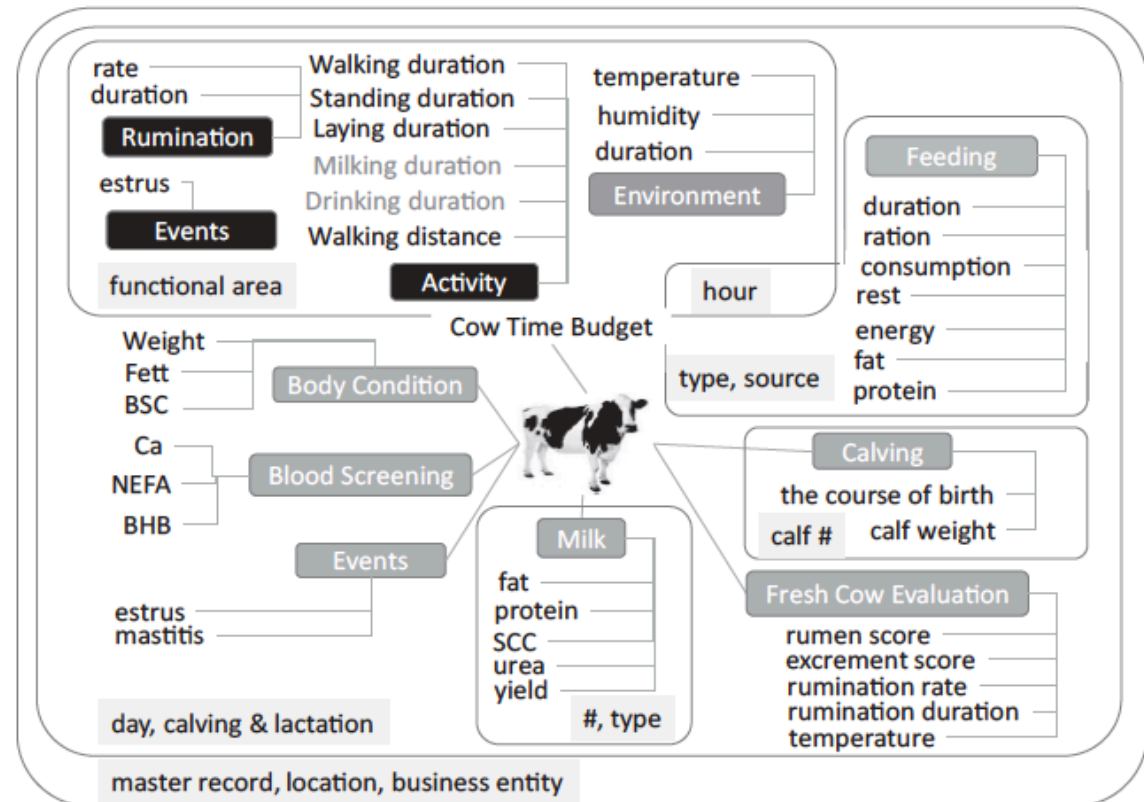 rate
duration
Rumination
estrus
Events
functional area
Walking duration
Standing duration
Laying duration
Milking duration
Drinking duration
Walking distance
Activity
temperature
humidity
duration
Environment
hour
Feeding
duration
ration
consumption
rest
energy
fat
protein
type, source
Cow Time Budget
Weight
Fett
BSC
Body Condition
Ca
NEFA
BHB
Blood Screening
Events
estrus
mastitis
Milk
fat
protein
SCC
urea
yield
#, type
Calving
the course of birth
calf weight
calf #
Fresh Cow Evaluation
rumen score
excrement score
rumination rate
rumination duration
temperature
day, calving & lactation
master record, location, business entity